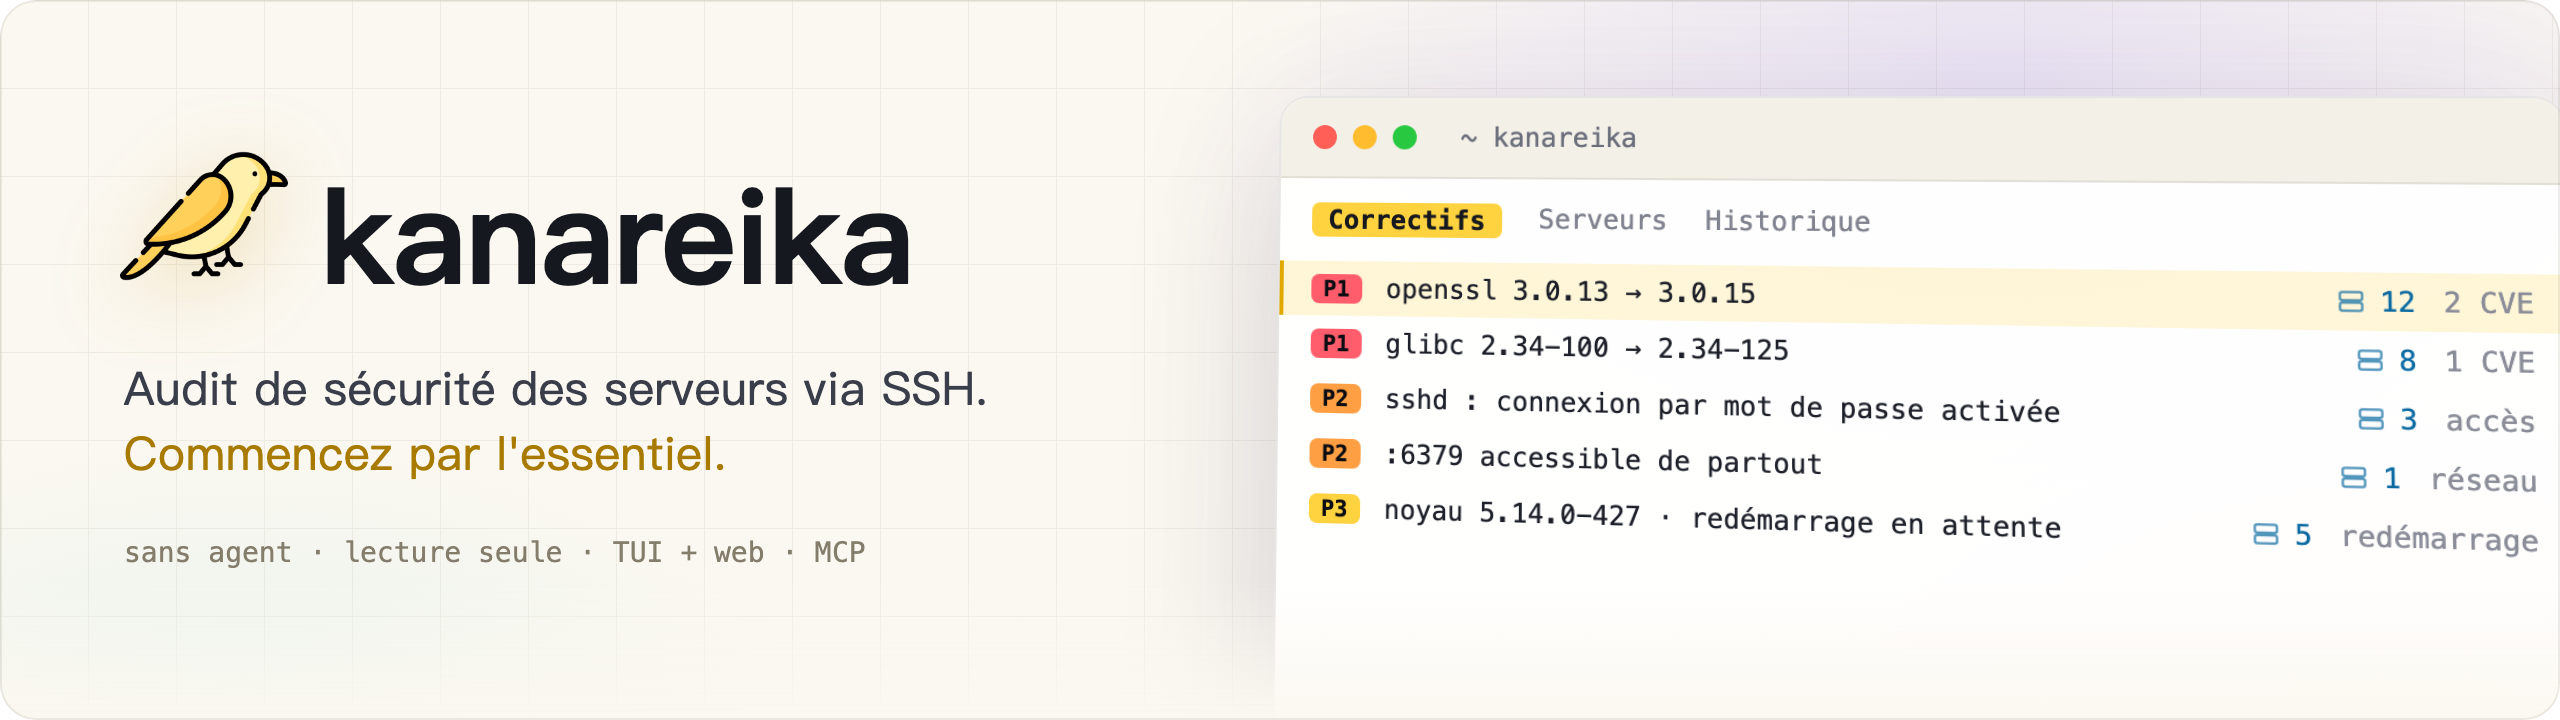 kanareika
Audit de sécurité des serveurs via SSH.
Commencez par l'essentiel.
sans agent · lecture seule · TUI + web · MCP
~ kanareika
Correctifs Serveurs Historique
P1 openssl 3.0.13 → 3.0.15 12 2 CVE
P1 glibc 2.34-100 → 2.34-125 8 1 CVE
P2 sshd : connexion par mot de passe activée 3 accès
P2 :6379 accessible de partout 1 réseau
P3 noyau 5.14.0-427 · redémarrage en attente 5 redémarrage